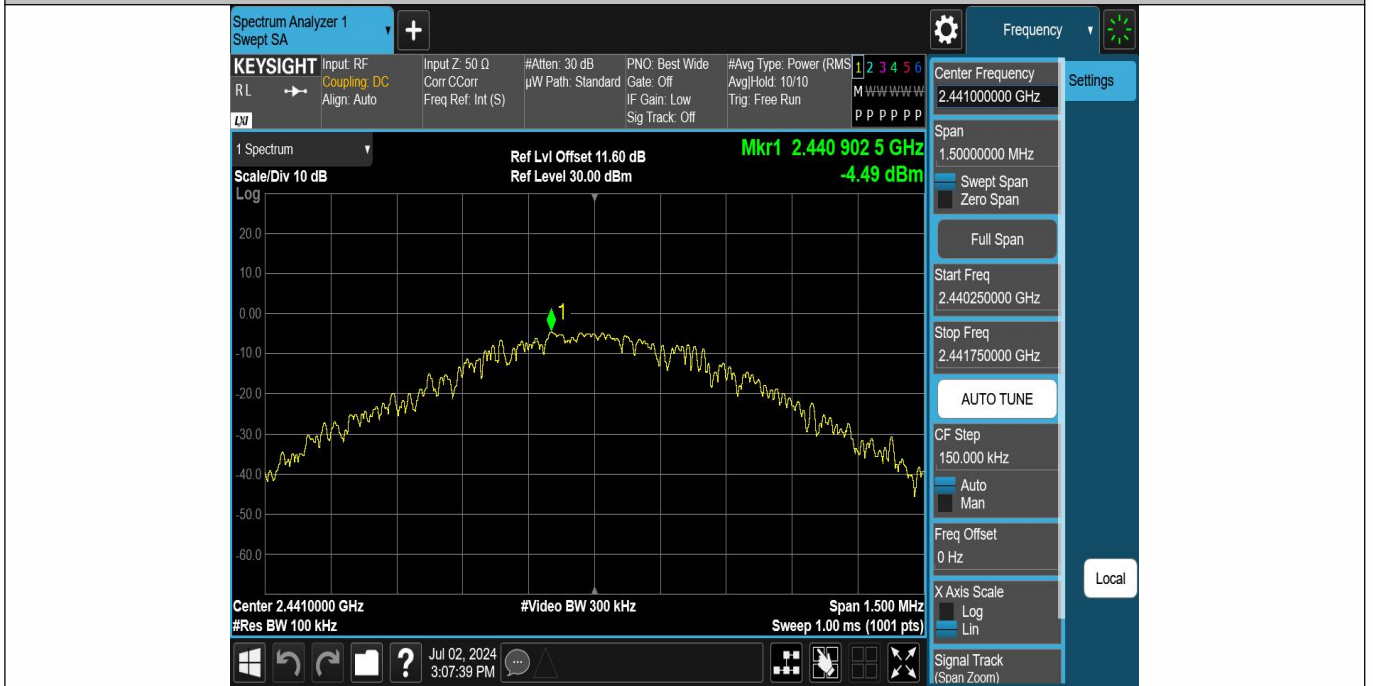 Spectrum Analyzer 1
Swept SA
+
Frequency
KEYSIGHT
RL
LXI
Input: RF
Coupling: DC
Align: Auto
Input Z: 50 Ω
Corr CCorr
Freq Ref: Int (S)
#Atten: 30 dB
µW Path: Standard
PNO: Best Wide
Gate: Off
IF Gain: Low
Sig Track: Off
#Avg Type: Power (RMS
Avg|Hold: 10/10
Trig: Free Run
1 2 3 4 5 6
M W W W W W
P P P P P P
1 Spectrum
Scale/Div 10 dB
Log
Ref Lvl Offset 11.60 dB
Ref Level 30.00 dBm
Mkr1 2.440 902 5 GHz
-4.49 dBm
20.0
10.0
0.00
-10.0
-20.0
-30.0
-40.0
-50.0
-60.0
1
Center 2.4410000 GHz
#Res BW 100 kHz
#Video BW 300 kHz
Span 1.500 MHz
Sweep 1.00 ms (1001 pts)
Center Frequency
2.441000000 GHz
Settings
Span
1.50000000 MHz
Swept Span
Zero Span
Full Span
Start Freq
2.440250000 GHz
Stop Freq
2.441750000 GHz
AUTO TUNE
CF Step
150.000 kHz
Auto
Man
Freq Offset
0 Hz
X Axis Scale
Log
Lin
Local
Signal Track
(Span Zoom)
?
Jul 02, 2024
3:07:39 PM